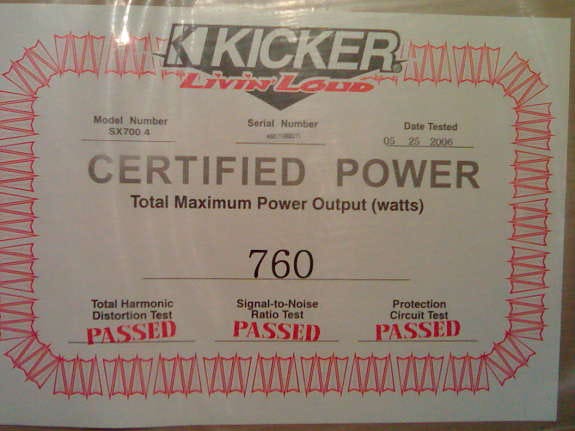 KICKER
Livin' Loud
Model Number
SX700 4
Serial Number
Date Tested
05 25 2006
CERTIFIED POWER
Total Maximum Power Output (watts)
760
Total Harmonic
Distortion Test
PASSED
Signal-to-Noise
Ratio Test
PASSED
Protection
Circuit Test
PASSED